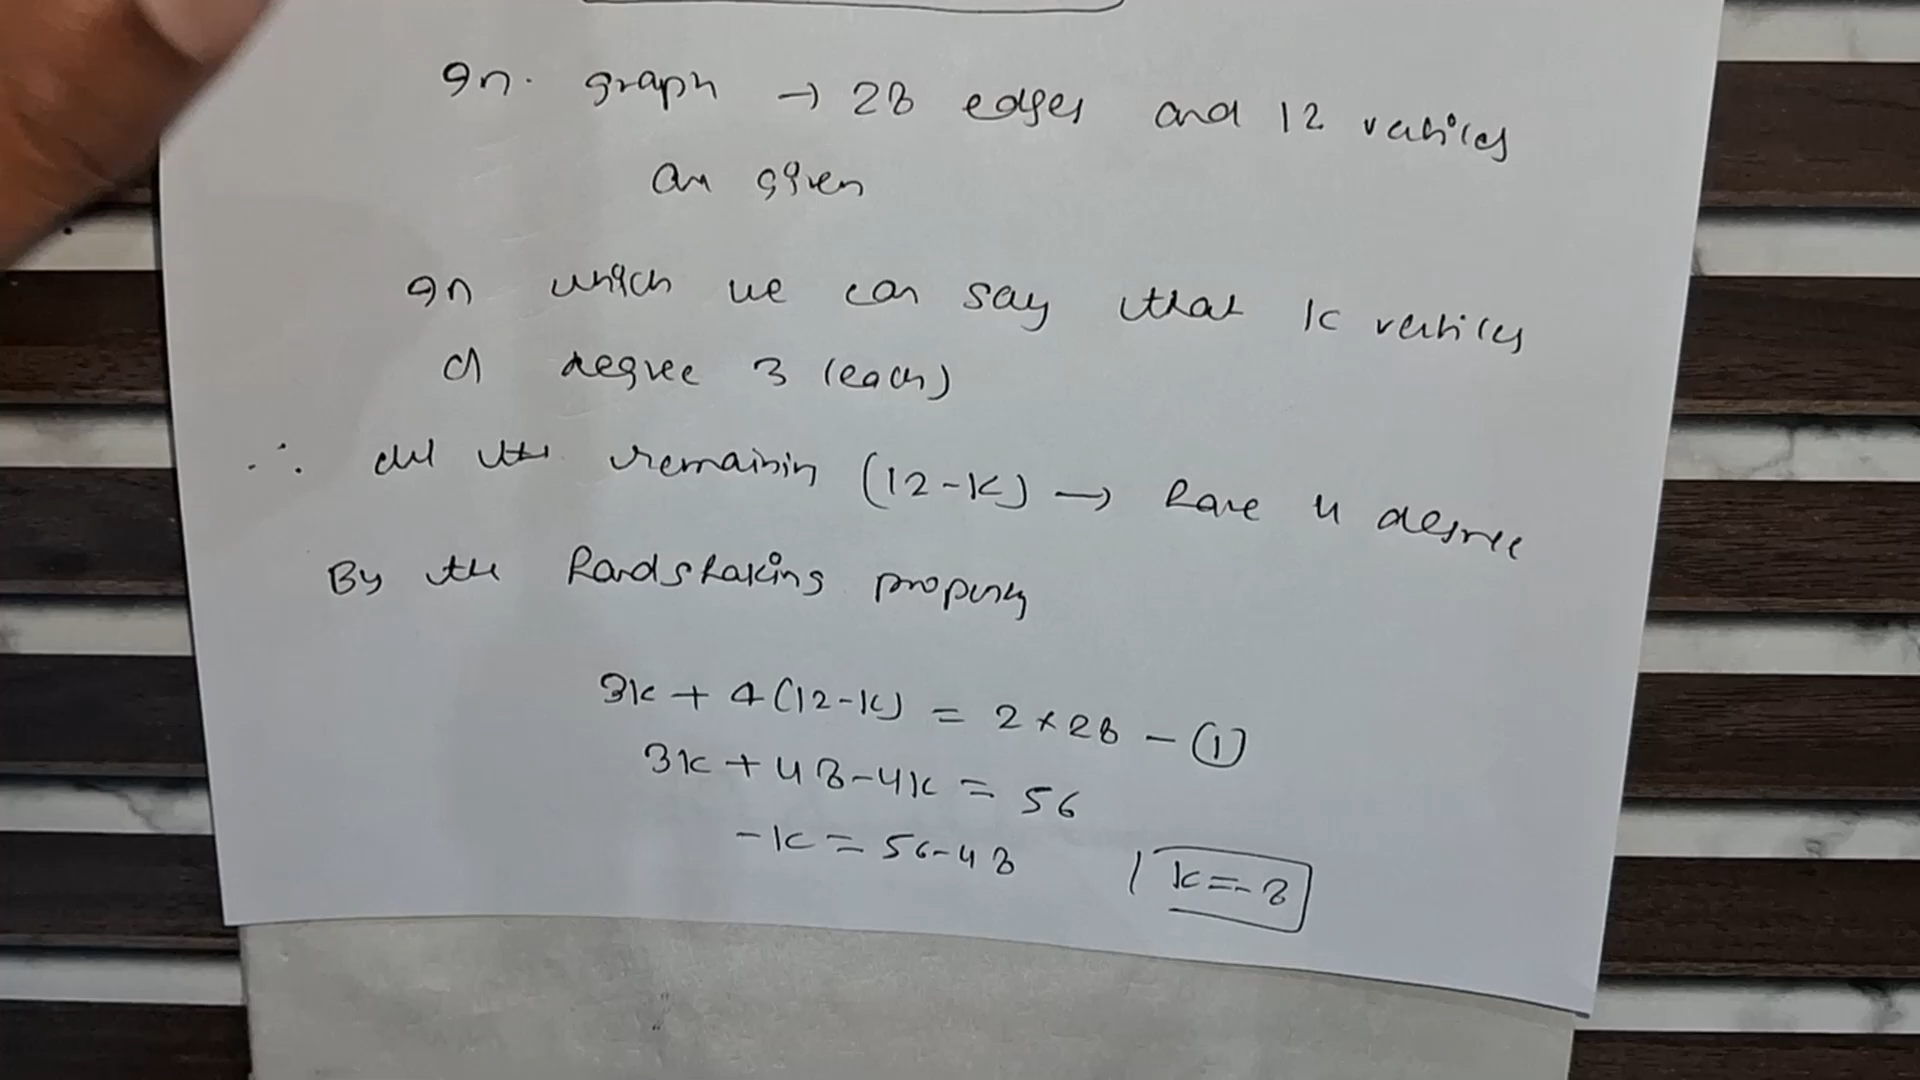 In. graph → 28 edges and 12 vertices
are given
In which we can say that K vertices
of degree 3 (each)
∴ all the remainin (12-K) → have 4 degree
By the handshaking property
3K + 4(12-K) = 2×28 - ①
3K + 48-4K = 56
-K = 56-48 / K=-8